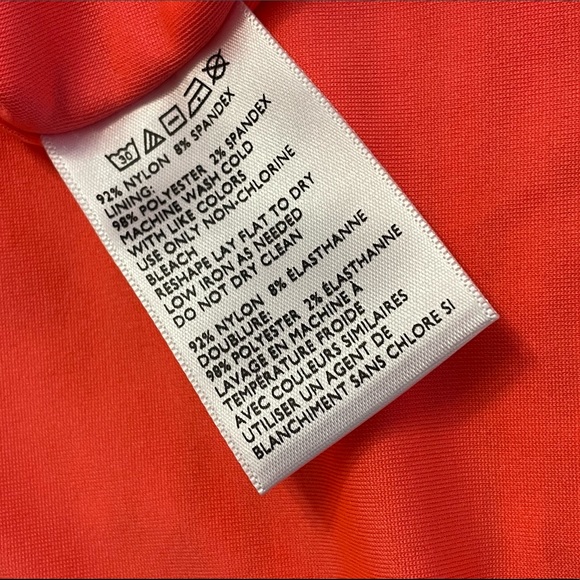 30
92% NYLON 8% SPANDEX
LINING:
98% POLYESTER 2% SPANDEX
MACHINE WASH COLD
WITH LIKE COLORS
USE ONLY NON-CHLORINE
BLEACH
RESHAPE LAY FLAT TO DRY
LOW IRON AS NEEDED
DO NOT DRY CLEAN
92% NYLON 8% ÉLASTHANNE
DOUBLURE:
98% POLYESTER 2% ÉLASTHANNE
LAVAGE EN MACHINE À
TEMPÉRATURE FROIDE
AVEC COULEURS SIMILAIRES
UTILISER UN AGENT DE
BLANCHIMENT SANS CHLORE SI